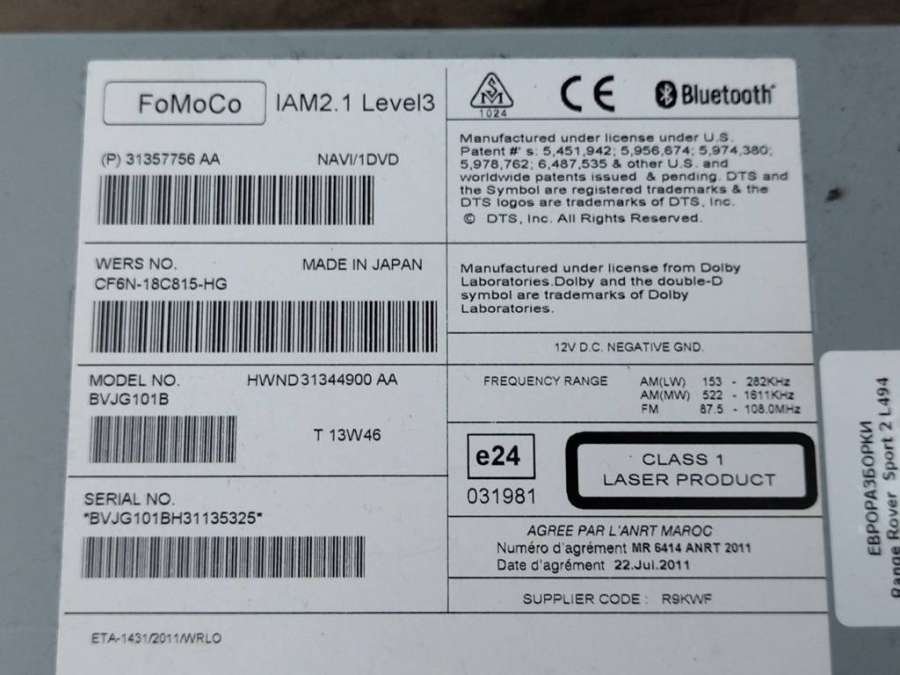 FoMoCo IAM2.1 Level3
(P) 31357756 AA NAVI/1DVD
WERS NO. MADE IN JAPAN
CF6N-18C815-HG
MODEL NO. HWND31344900 AA
BVJG101B
T 13W46
SERIAL NO.
*BVJG101BH31135325*
ETA-1431/2011/WRLO
SM
1024
CE
Bluetooth
Manufactured under license under U.S.
Patent #' s: 5,451,942; 5,956,674; 5,974,380;
5,978,762; 6,487,535 & other U.S. and
worldwide patents issued & pending. DTS and
the Symbol are registered trademarks & the
DTS logos are trademarks of DTS, Inc.
© DTS, Inc. All Rights Reserved.
Manufactured under license from Dolby
Laboratories.Dolby and the double-D
symbol are trademarks of Dolby
Laboratories.
12V D.C. NEGATIVE GND.
FREQUENCY RANGE AM(LW) 153 - 282KHz
AM(MW) 522 - 1611KHz
FM 87.5 - 108.0MHz
e24
031981
CLASS 1
LASER PRODUCT
AGREE PAR L'ANRT MAROC
Numéro d'agrément MR 6414 ANRT 2011
Date d'agrément 22.Jul.2011
SUPPLIER CODE : R9KWF
ЕВРОРАЗБОРКИ
Range Rover Sport 2 L494